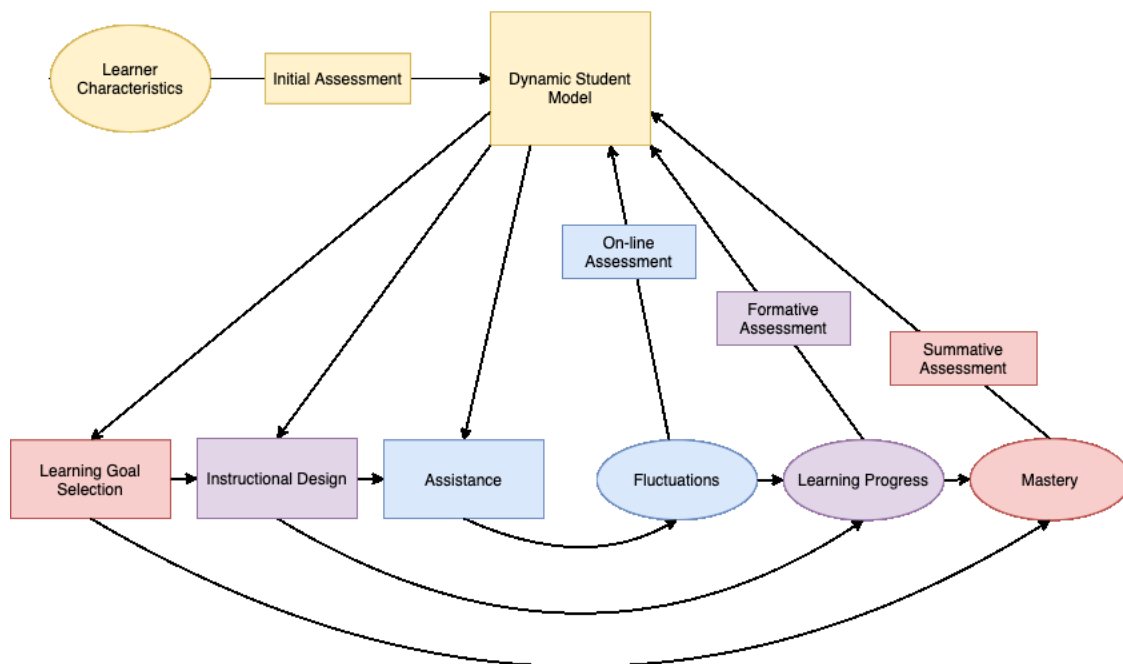 Learner
Characteristics
Initial Assessment
Dynamic Student
Model
On-line
Assessment
Formative
Assessment
Summative
Assessment
Learning Goal
Selection
Instructional Design
Assistance
Fluctuations
Learning Progress
Mastery